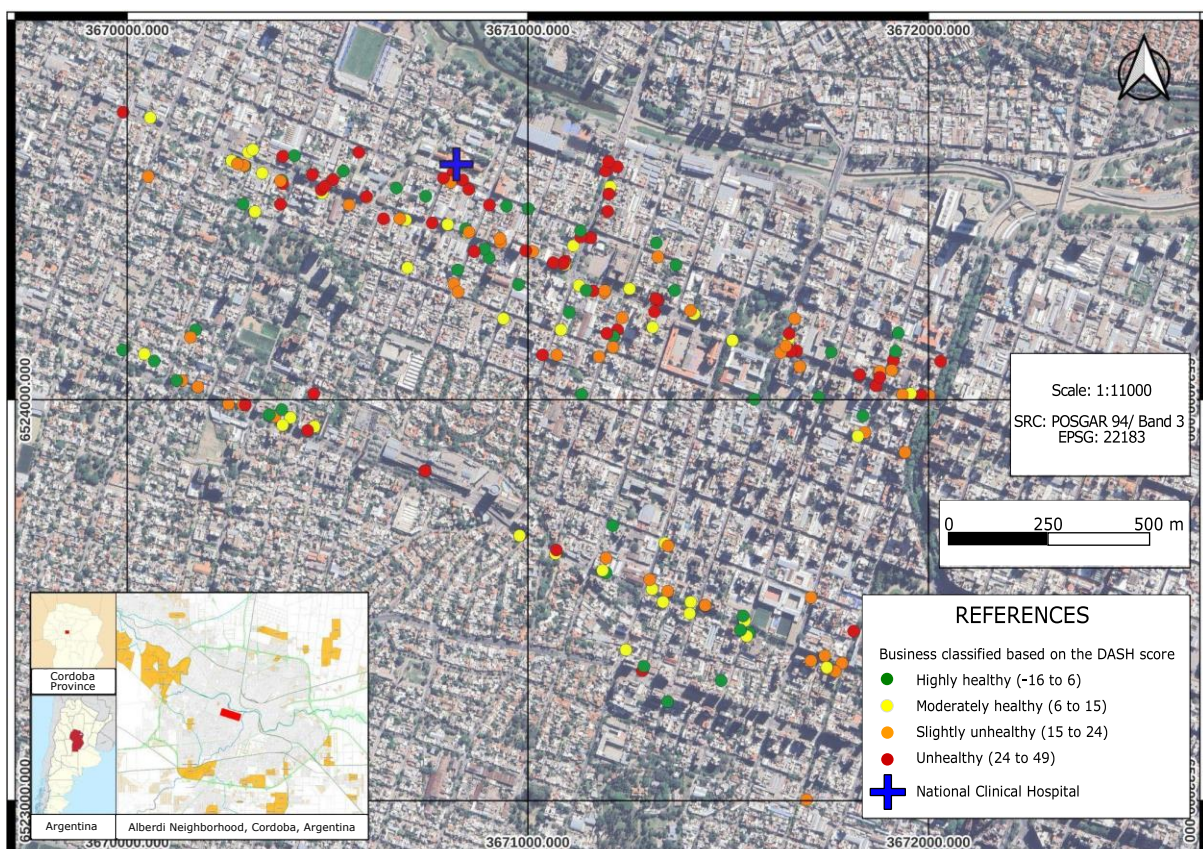 3670000.000
3671000.000
3672000.000
6524000.000
Scale: 1:11000
SRC: POSGAR 94/ Band 3
EPSG: 22183
0 250 500 m
Cordoba
Province
Argentina
Alberdi Neighborhood, Cordoba, Argentina
REFERENCES
Business classified based on the DASH score
Highly healthy (-16 to 6)
Moderately healthy (6 to 15)
Slightly unhealthy (15 to 24)
Unhealthy (24 to 49)
National Clinical Hospital
6523000.000
3670000.000
3671000.000
3672000.000